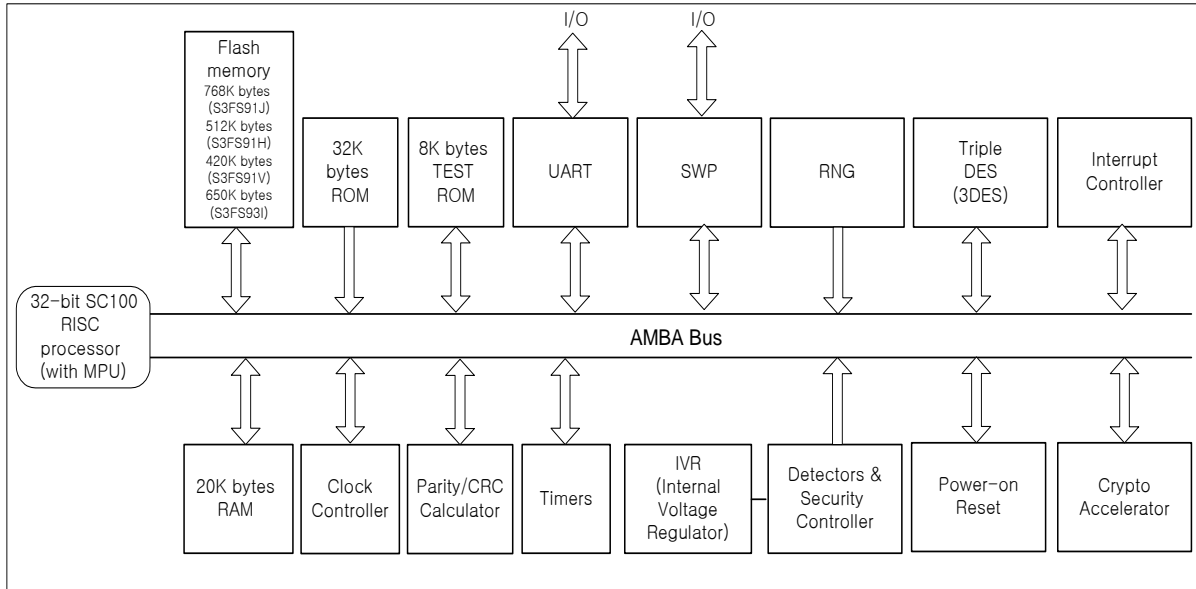 I/O
I/O
Flash
memory
768K bytes
(S3FS91J)
512K bytes
(S3FS91H)
420K bytes
(S3FS91V)
650K bytes
(S3FS93I)
32K
bytes
ROM
8K bytes
TEST
ROM
UART
SWP
RNG
Triple
DES
(3DES)
Interrupt
Controller
32-bit SC100
RISC
processor
(with MPU)
AMBA Bus
20K bytes
RAM
Clock
Controller
Parity/CRC
Calculator
Timers
IVR
(Internal
Voltage
Regulator)
Detectors &
Security
Controller
Power-on
Reset
Crypto
Accelerator